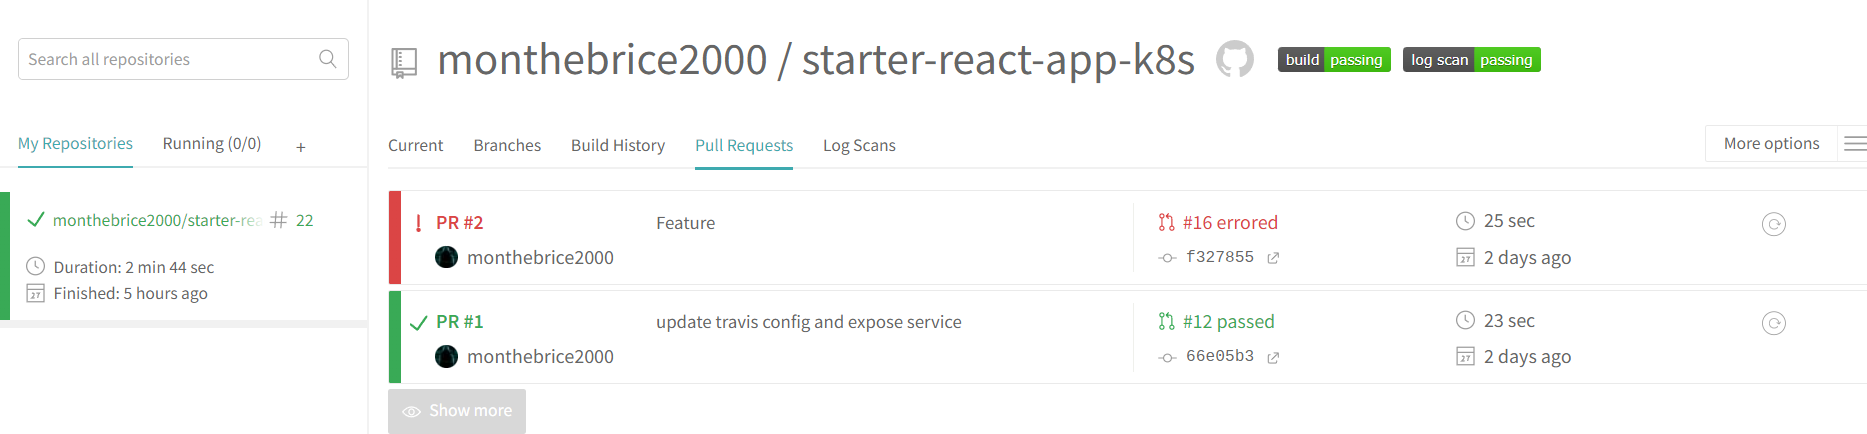 Search all repositories
monthebrice2000 / starter-react-app-k8s
build passing
log scan passing
My Repositories
Running (0/0)
+
Current
Branches
Build History
Pull Requests
Log Scans
More options
monthebrice2000/starter-rea
# 22
Duration: 2 min 44 sec
Finished: 5 hours ago
! PR #2
Feature
#16 errored
25 sec
monthebrice2000
f327855
2 days ago
PR #1
update travis config and expose service
#12 passed
23 sec
monthebrice2000
66e05b3
2 days ago
Show more